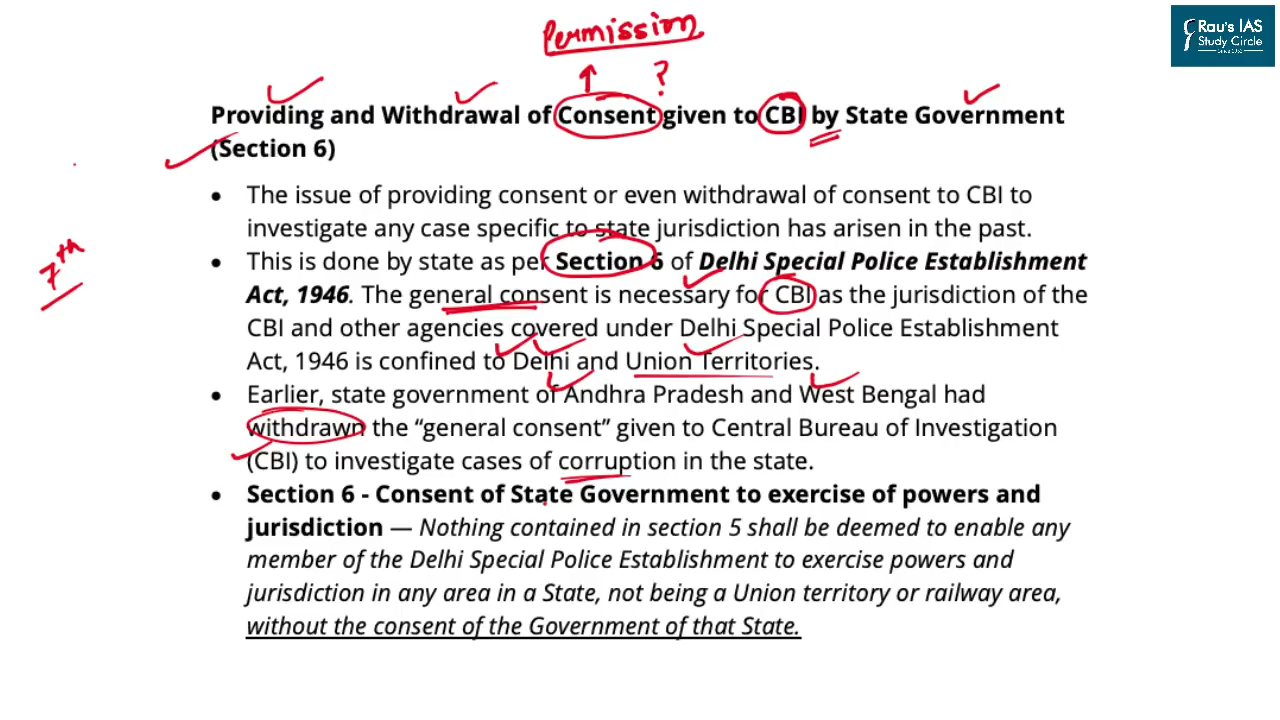 Permission
Rau's IAS
Study Circle
SINCE 1953
?
Providing and Withdrawal of Consent given to CBI by State Government
(Section 6)
• The issue of providing consent or even withdrawal of consent to CBI to
investigate any case specific to state jurisdiction has arisen in the past.
7th
• This is done by state as per Section 6 of Delhi Special Police Establishment
Act, 1946. The general consent is necessary for CBI as the jurisdiction of the
CBI and other agencies covered under Delhi Special Police Establishment
Act, 1946 is confined to Delhi and Union Territories.
• Earlier, state government of Andhra Pradesh and West Bengal had
withdrawn the “general consent” given to Central Bureau of Investigation
(CBI) to investigate cases of corruption in the state.
• Section 6 - Consent of State Government to exercise of powers and
jurisdiction — Nothing contained in section 5 shall be deemed to enable any
member of the Delhi Special Police Establishment to exercise powers and
jurisdiction in any area in a State, not being a Union territory or railway area,
without the consent of the Government of that State.